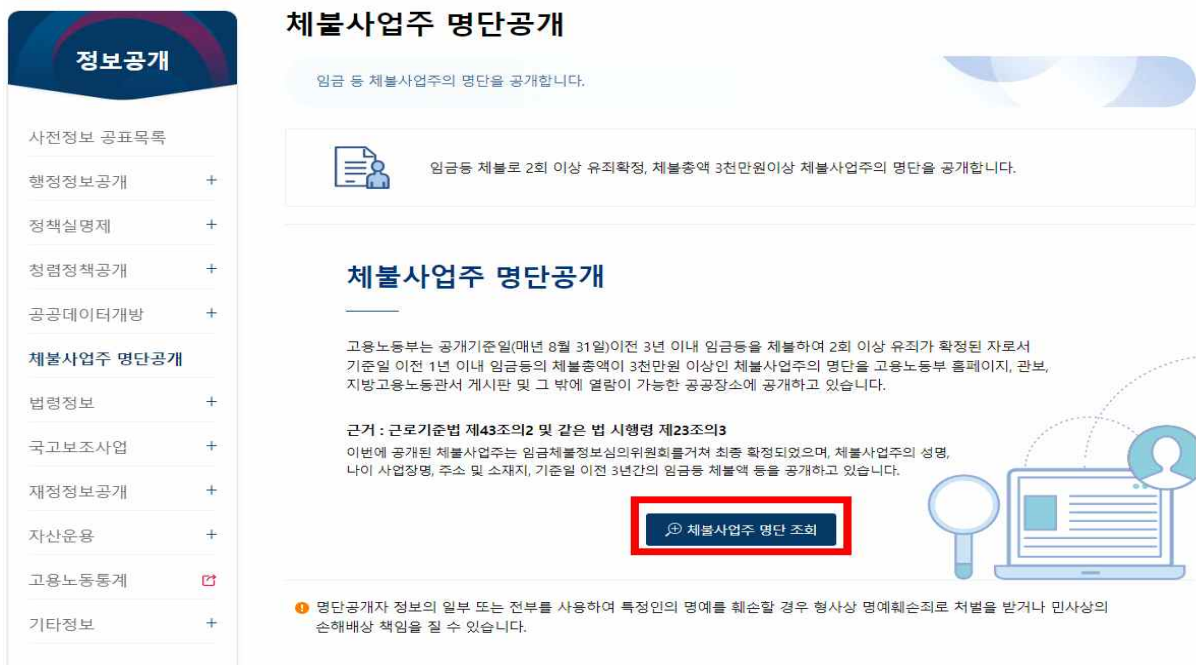 정보공개
사전정보 공표목록
행정정보공개
정책실명제
청렴정책공개
공공데이터개방
체불사업주 명단공개
법령정보
국고보조사업
재정정보공개
자산운용
고용노동통계
기타정보
체불사업주 명단공개
임금 등 체불사업주의 명단을 공개합니다.
임금등 체불로 2회 이상 유죄확정, 체불총액 3천만원이상 체불사업주의 명단을 공개합니다.
체불사업주 명단공개
고용노동부는 공개기준일(매년 8월 31일)이전 3년 이내 임금등을 체불하여 2회 이상 유죄가 확정된 자로서
기준일 이전 1년 이내 임금등의 체불총액이 3천만원 이상인 체불사업주의 명단을 고용노동부 홈페이지, 관보,
지방고용노동관서 게시판 및 그 밖에 열람이 가능한 공공장소에 공개하고 있습니다.
근거 : 근로기준법 제43조의2 및 같은 법 시행령 제23조의3
이번에 공개된 체불사업주는 임금체불정보심의위원회를거쳐 최종 확정되었으며, 체불사업주의 성명,
나이 사업장명, 주소 및 소재지, 기준일 이전 3년간의 임금등 체불액 등을 공개하고 있습니다.
체불사업주 명단 조회
명단공개자 정보의 일부 또는 전부를 사용하여 특정인의 명예를 훼손할 경우 형사상 명예훼손죄로 처벌을 받거나 민사상의
손해배상 책임을 질 수 있습니다.